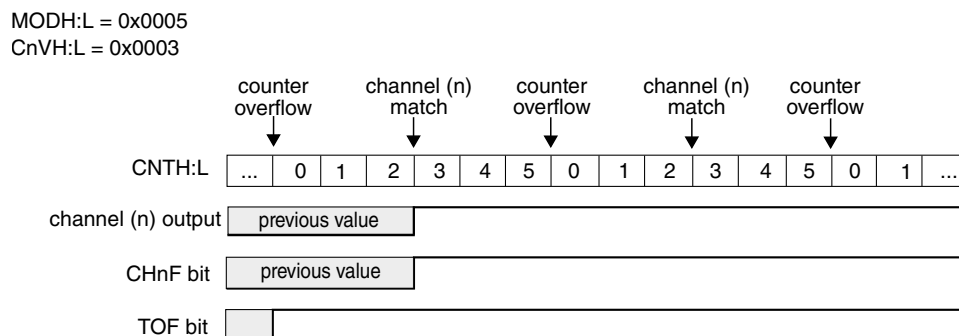 MODH:L = 0x0005
CnVH:L = 0x0003
counter overflow channel (n) match counter overflow channel (n) match counter overflow
CNTH:L ... 0 1 2 3 4 5 0 1 2 3 4 5 0 1 ...
channel (n) output previous value
CHnF bit previous value
TOF bit